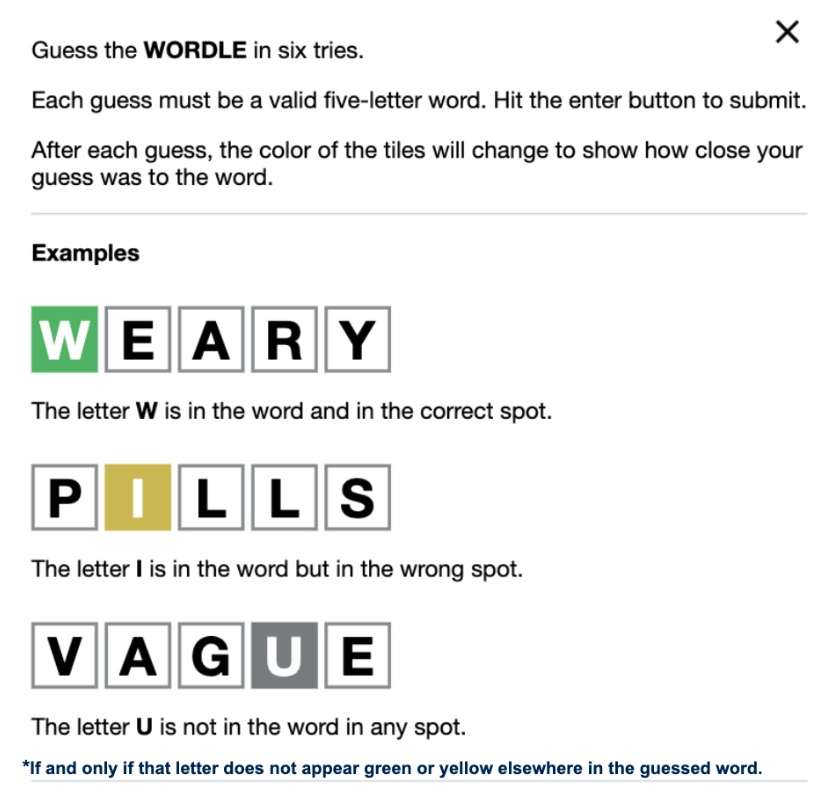 Guess the WORDLE in six tries.
Each guess must be a valid five-letter word. Hit the enter button to submit.
After each guess, the color of the tiles will change to show how close your
guess was to the word.
Examples
W E A R Y
The letter W is in the word and in the correct spot.
P I L L S
The letter I is in the word but in the wrong spot.
V A G U E
The letter U is not in the word in any spot.
*If and only if that letter does not appear green or yellow elsewhere in the guessed word.